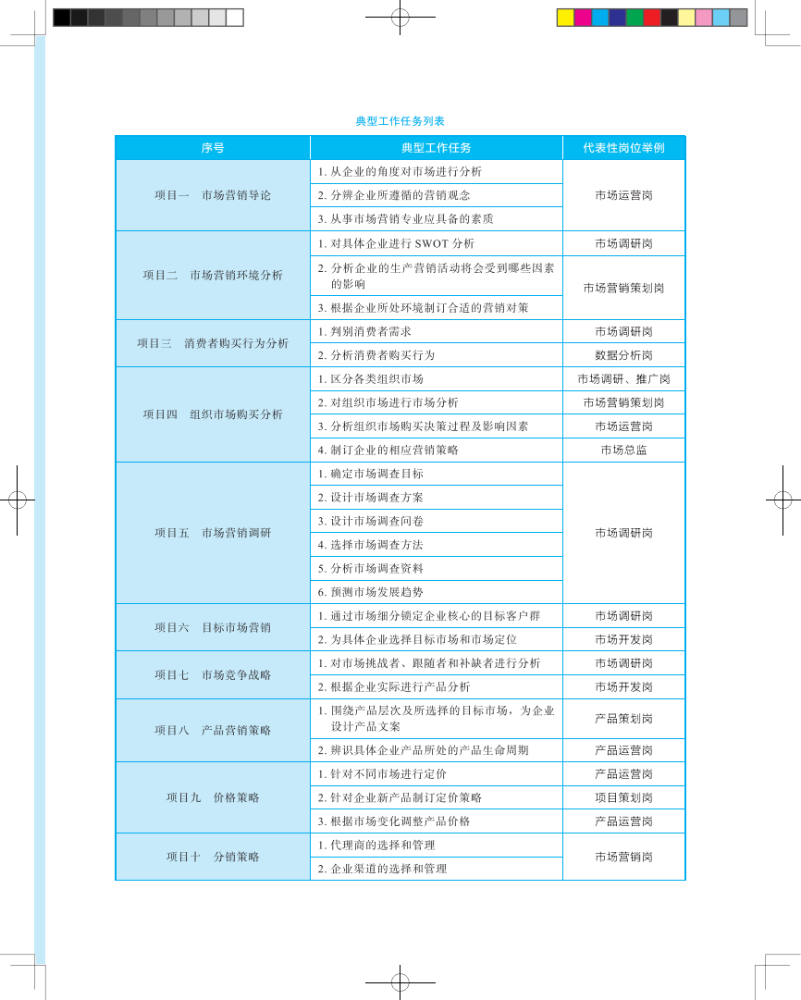 典型工作任务列表
序号 典型工作任务 代表性岗位举例
项目一 市场营销导论
1. 从企业的角度对市场进行分析
2. 分辨企业所遵循的营销观念
3. 从事市场营销专业应具备的素质
市场运营岗
项目二 市场营销环境分析
1. 对具体企业进行 SWOT 分析
市场调研岗
2. 分析企业的生产营销活动将会受到哪些因素
的影响
3. 根据企业所处环境制订合适的营销对策
市场营销策划岗
项目三 消费者购买行为分析
1. 判别消费者需求
市场调研岗
2. 分析消费者购买行为
数据分析岗
项目四 组织市场购买分析
1. 区分各类组织市场
市场调研、推广岗
2. 对组织市场进行市场分析
市场营销策划岗
3. 分析组织市场购买决策过程及影响因素
市场运营岗
4. 制订企业的相应营销策略
市场总监
项目五 市场营销调研
1. 确定市场调查目标
2. 设计市场调查方案
3. 设计市场调查问卷
4. 选择市场调查方法
5. 分析市场调查资料
6. 预测市场发展趋势
市场调研岗
项目六 目标市场营销
1. 通过市场细分锁定企业核心的目标客户群
市场调研岗
2. 为具体企业选择目标市场和市场定位
市场开发岗
项目七 市场竞争战略
1. 对市场挑战者、跟随者和补缺者进行分析
市场调研岗
2. 根据企业实际进行产品分析
市场开发岗
项目八 产品营销策略
1. 围绕产品层次及所选择的目标市场，为企业
设计产品文案
产品策划岗
2. 辨识具体企业产品所处的产品生命周期
产品运营岗
项目九 价格策略
1. 针对不同市场进行定价
产品运营岗
2. 针对企业新产品制订定价策略
项目策划岗
3. 根据市场变化调整产品价格
产品运营岗
项目十 分销策略
1. 代理商的选择和管理
2. 企业渠道的选择和管理
市场营销岗